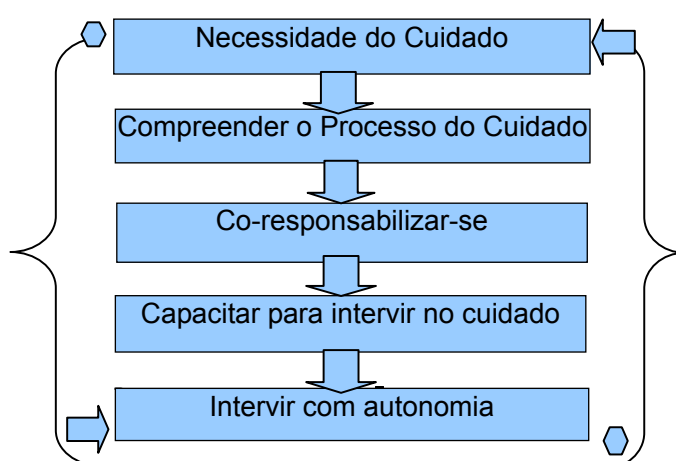 Necessidade do Cuidado
Compreender o Processo do Cuidado
Co-responsabilizar-se
Capacitar para intervir no cuidado
Intervir com autonomia